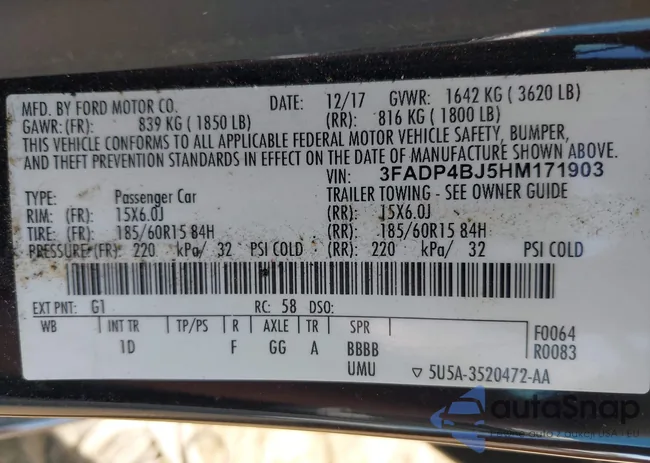 MFD. BY FORD MOTOR CO. DATE: 12/17 GVWR: 1642 KG ( 3620 LB)
GAWR: (FR): 839 KG ( 1850 LB) (RR): 816 KG ( 1800 LB)
THIS VEHICLE CONFORMS TO ALL APPLICABLE FEDERAL MOTOR VEHICLE SAFETY, BUMPER,
AND THEFT PREVENTION STANDARDS IN EFFECT ON THE DATE OF MANUFACTURE SHOWN ABOVE.
VIN: 3FADP4BJ5HM171903
TYPE: Passenger Car TRAILER TOWING - SEE OWNER GUIDE
RIM: (FR): 15X6.0J (RR): 15X6.0J
TIRE: (FR): 185/60R15 84H (RR): 185/60R15 84H
PRESSURE: (FR): 220 kPa/ 32 PSI COLD (RR): 220 kPa/ 32 PSI COLD
EXT PNT: G1 RC: 58 DSO:
WB INT TR TP/PS R AXLE TR SPR F0064
1D F GG A BBBB R0083
UMU ▽ 5U5A-3520472-AA
autoSnap